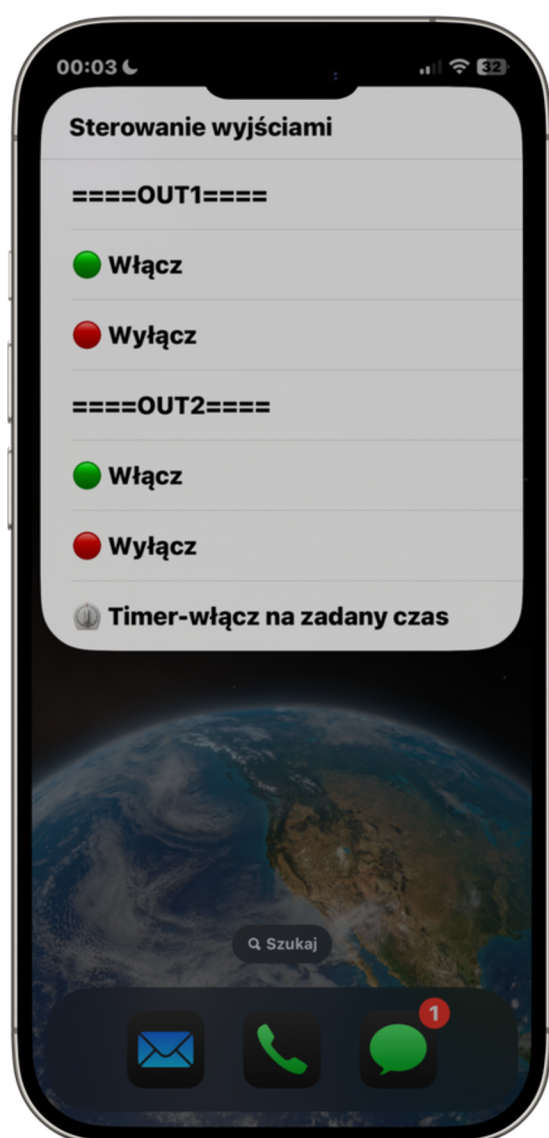 00:03
32
Sterowanie wyjściami
====OUT1====
Włącz
Wyłącz
====OUT2====
Włącz
Wyłącz
Timer-włącz na zadany czas
Szukaj
1